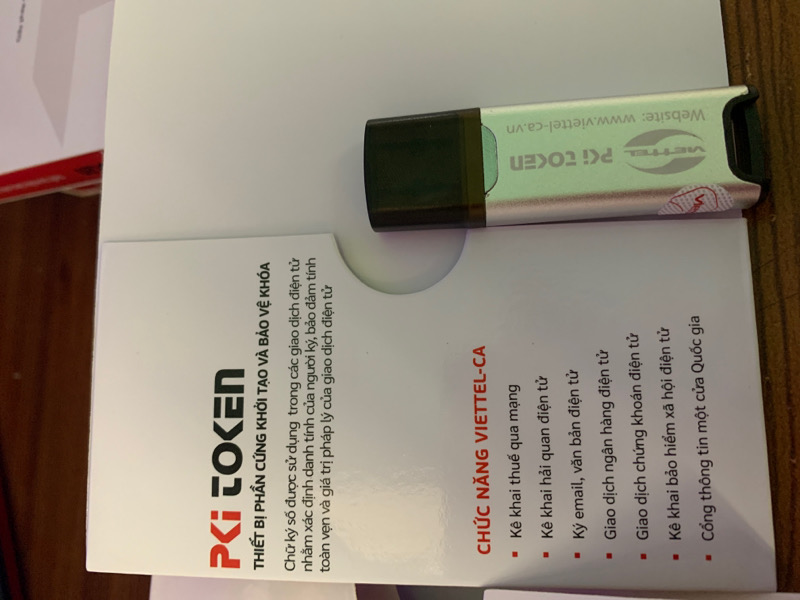 PKi TOKEN
THIẾT BỊ PHẦN CỨNG KHỞI TẠO VÀ BẢO VỆ KHÓA
Chữ ký số được sử dụng trong các giao dịch điện tử
nhằm xác định danh tính của người ký, bảo đảm tính
toàn vẹn và giá trị pháp lý của giao dịch điện tử
CHỨC NĂNG VIETTEL-CA
Kê khai thuế qua mạng
Kê khai hải quan điện tử
Ký email, văn bản điện tử
Giao dịch ngân hàng điện tử
Giao dịch chứng khoán điện tử
Kê khai bảo hiểm xã hội điện tử
Cổng thông tin một cửa Quốc gia
VIETTEL PKi TOKEN
Website: www.viettel-ca.vn